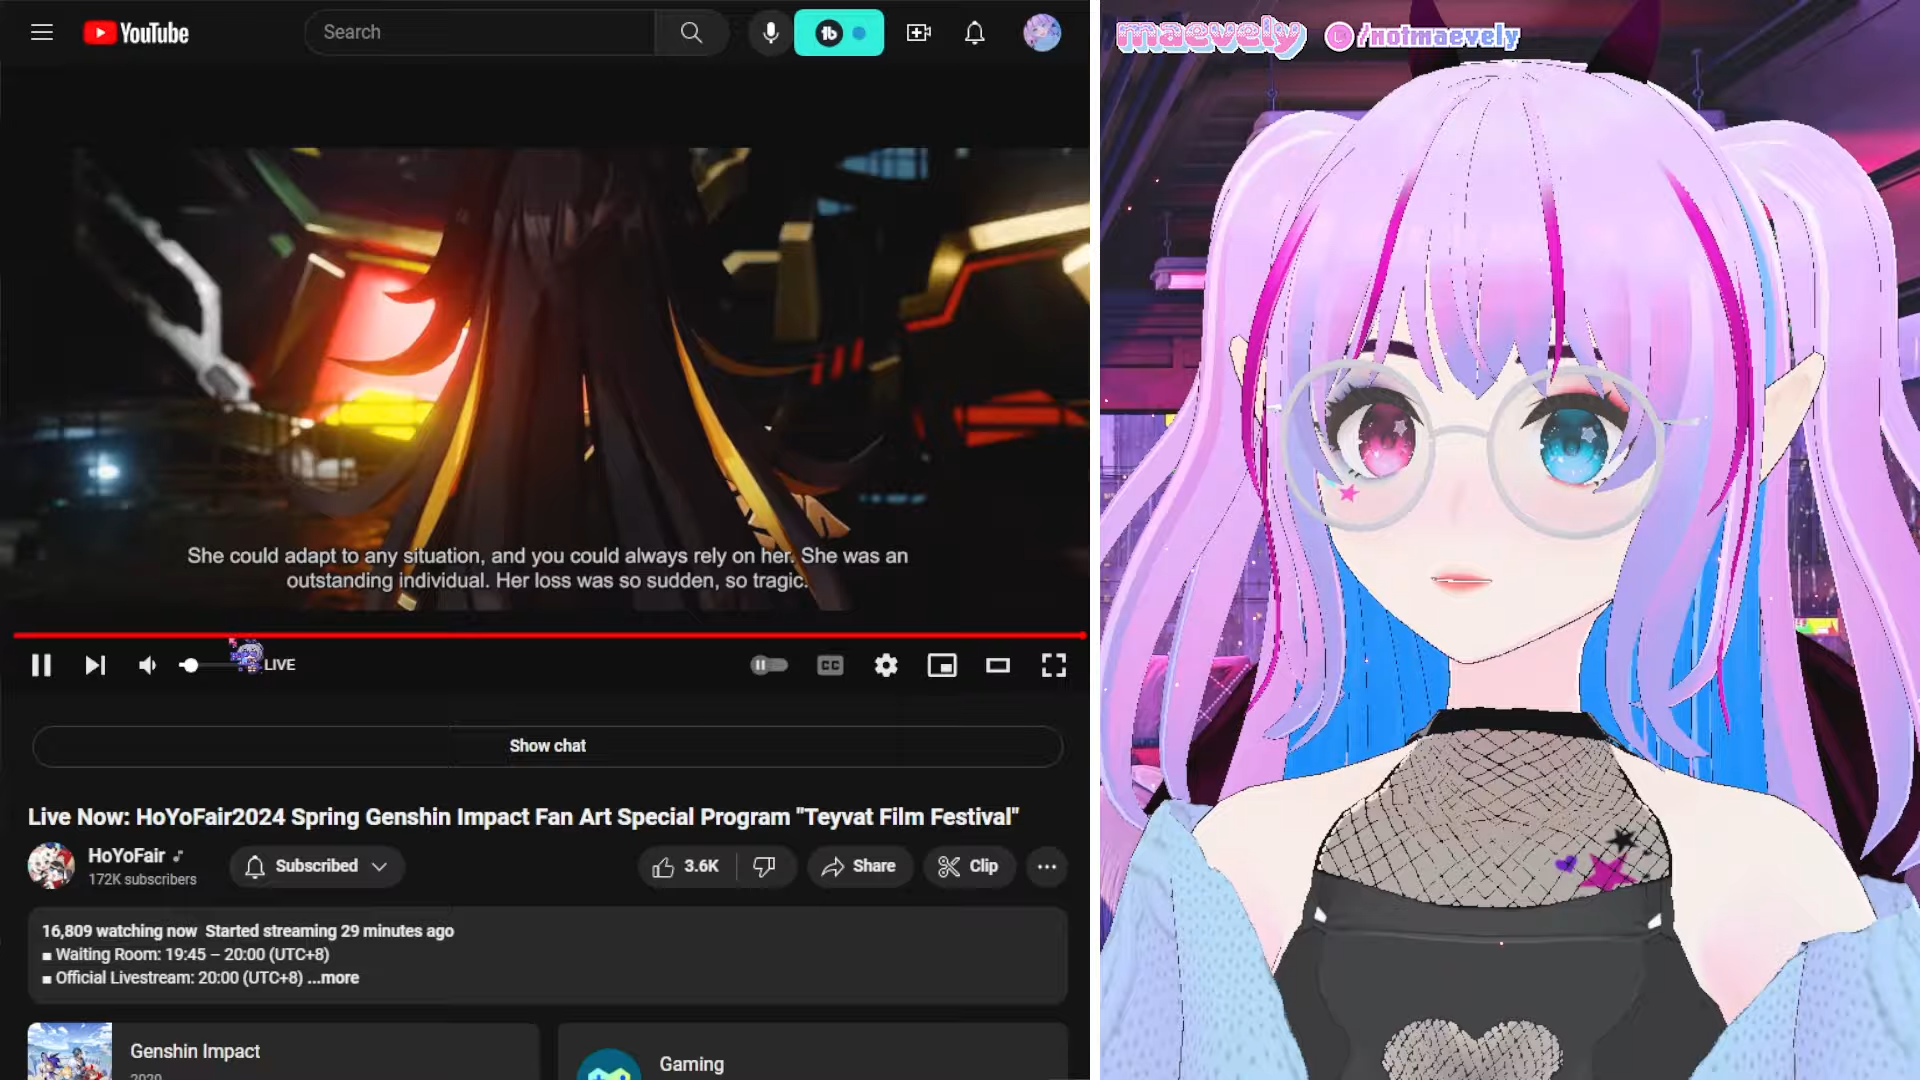 YouTube
Search
maevely
/notmaevely
She could adapt to any situation, and you could always rely on her. She was an
outstanding individual. Her loss was so sudden, so tragic.
LIVE
CC
Show chat
Live Now: HoYoFair2024 Spring Genshin Impact Fan Art Special Program "Teyvat Film Festival"
HoYoFair
172K subscribers
Subscribed
3.6K
Share
Clip
16,809 watching now Started streaming 29 minutes ago
■ Waiting Room: 19:45 – 20:00 (UTC+8)
■ Official Livestream: 20:00 (UTC+8) ...more
Genshin Impact
2020
Gaming